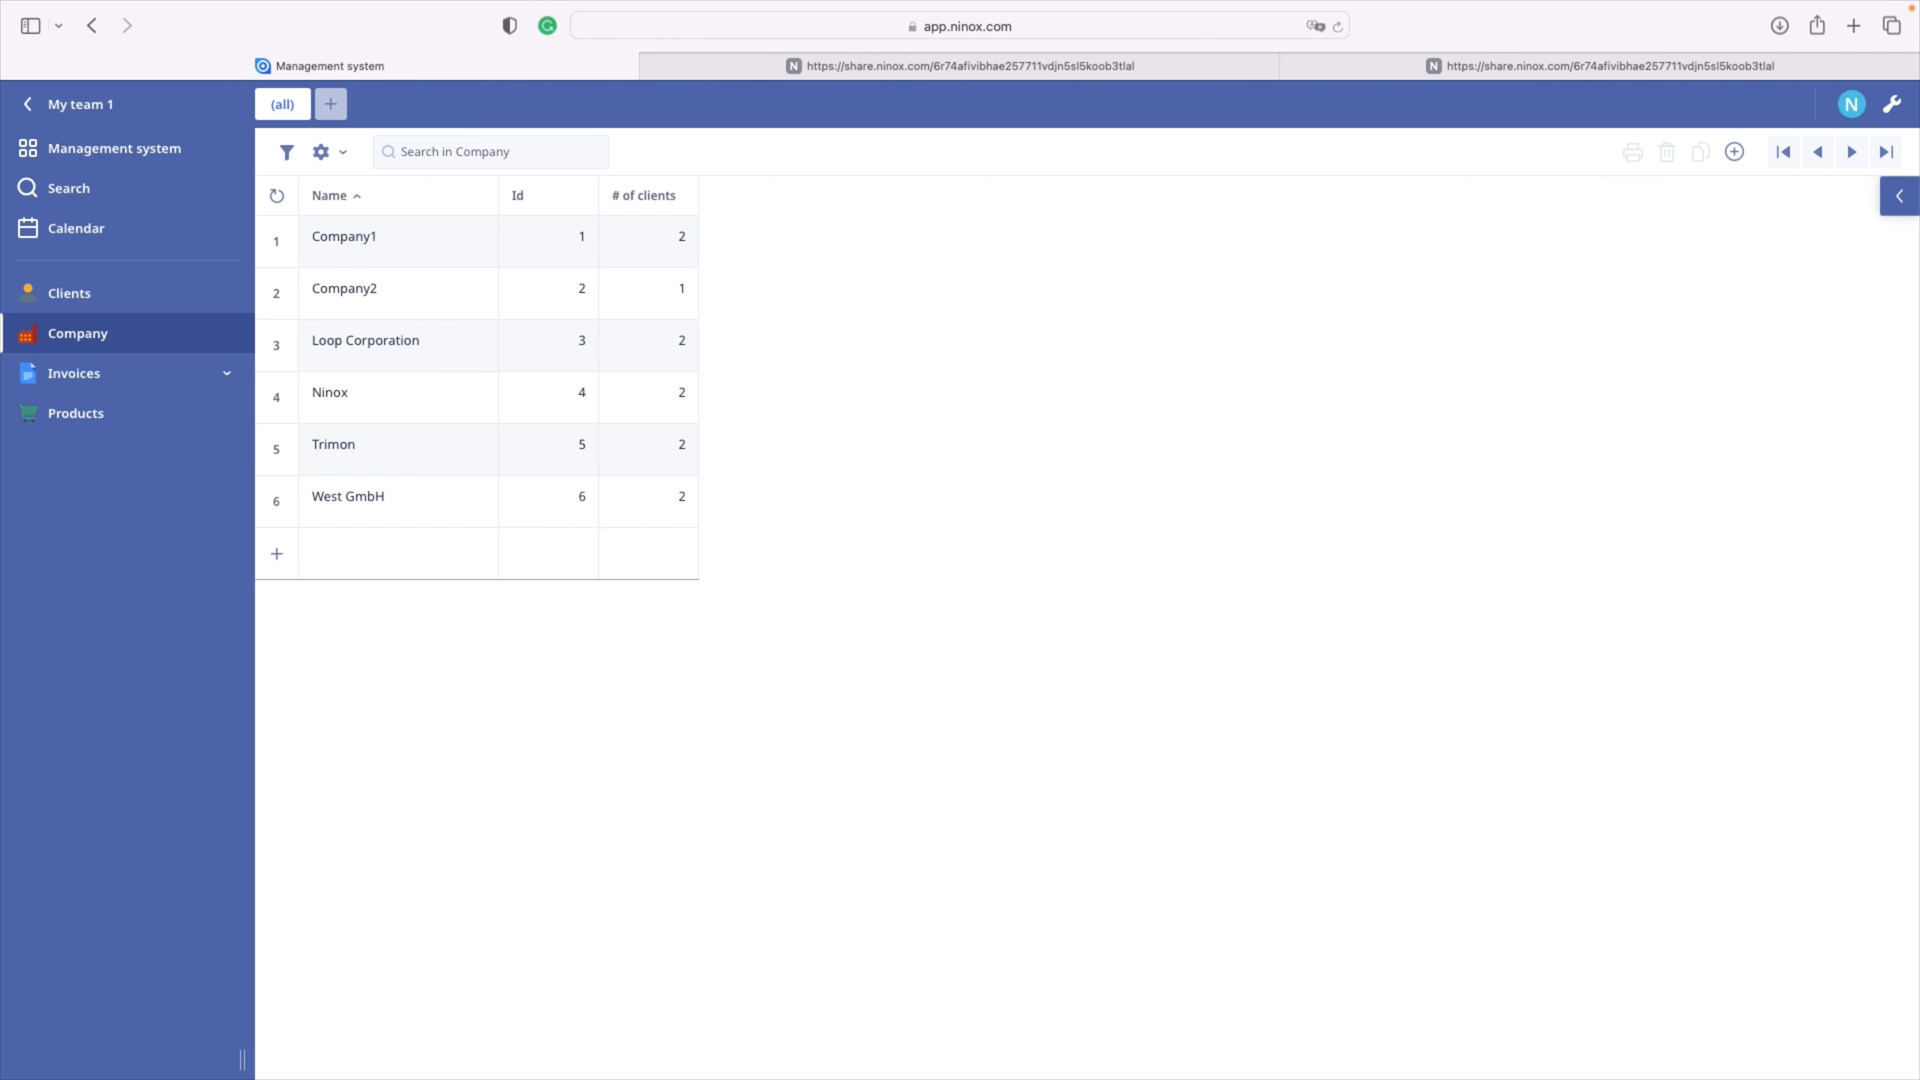 app.ninox.com
Management system
https://share.ninox.com/6r74afivibhae257711vdjn5sl5koob3tlal
https://share.ninox.com/6r74afivibhae257711vdjn5sl5koob3tlal
My team 1
(all)
N
Management system
Search in Company
Search
Calendar
Clients
Company
Invoices
Products
Name Id # of clients
1 Company1 1 2
2 Company2 2 1
3 Loop Corporation 3 2
4 Ninox 4 2
5 Trimon 5 2
6 West GmbH 6 2